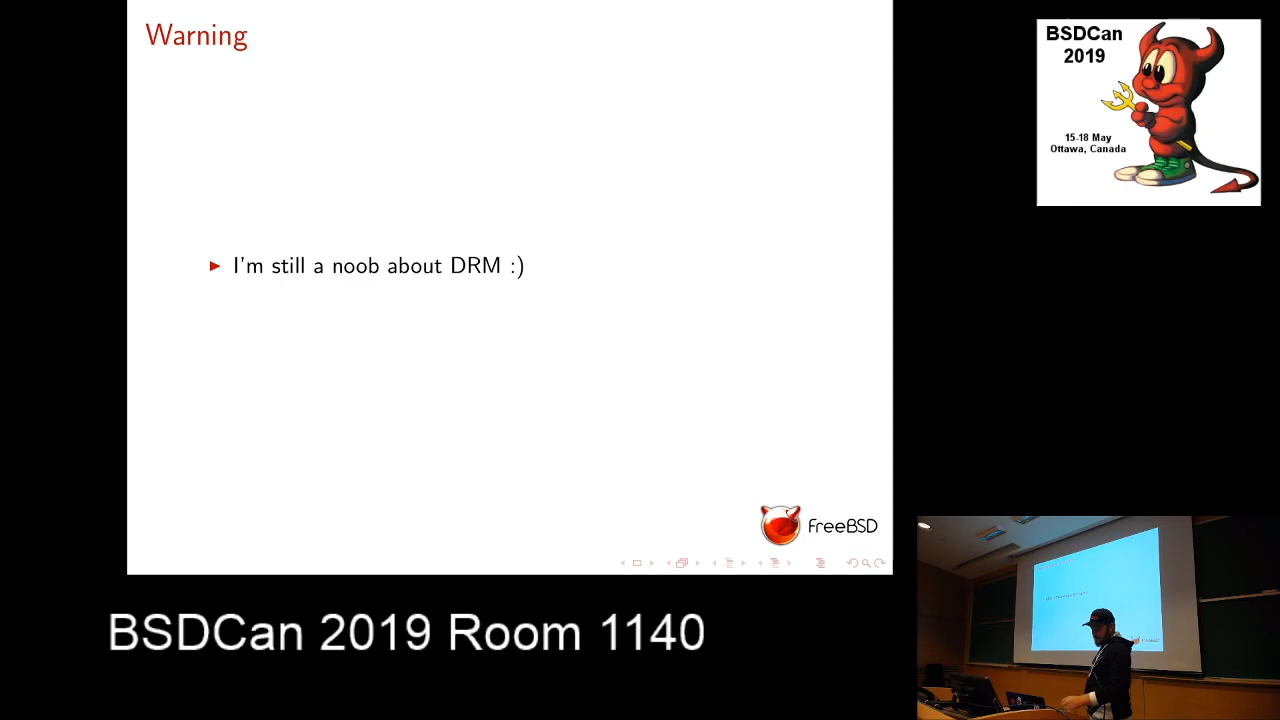 Warning
I'm still a noob about DRM :)
FreeBSD
BSDCan
2019
15-18 May
Ottawa, Canada
BSDCan 2019 Room 1140